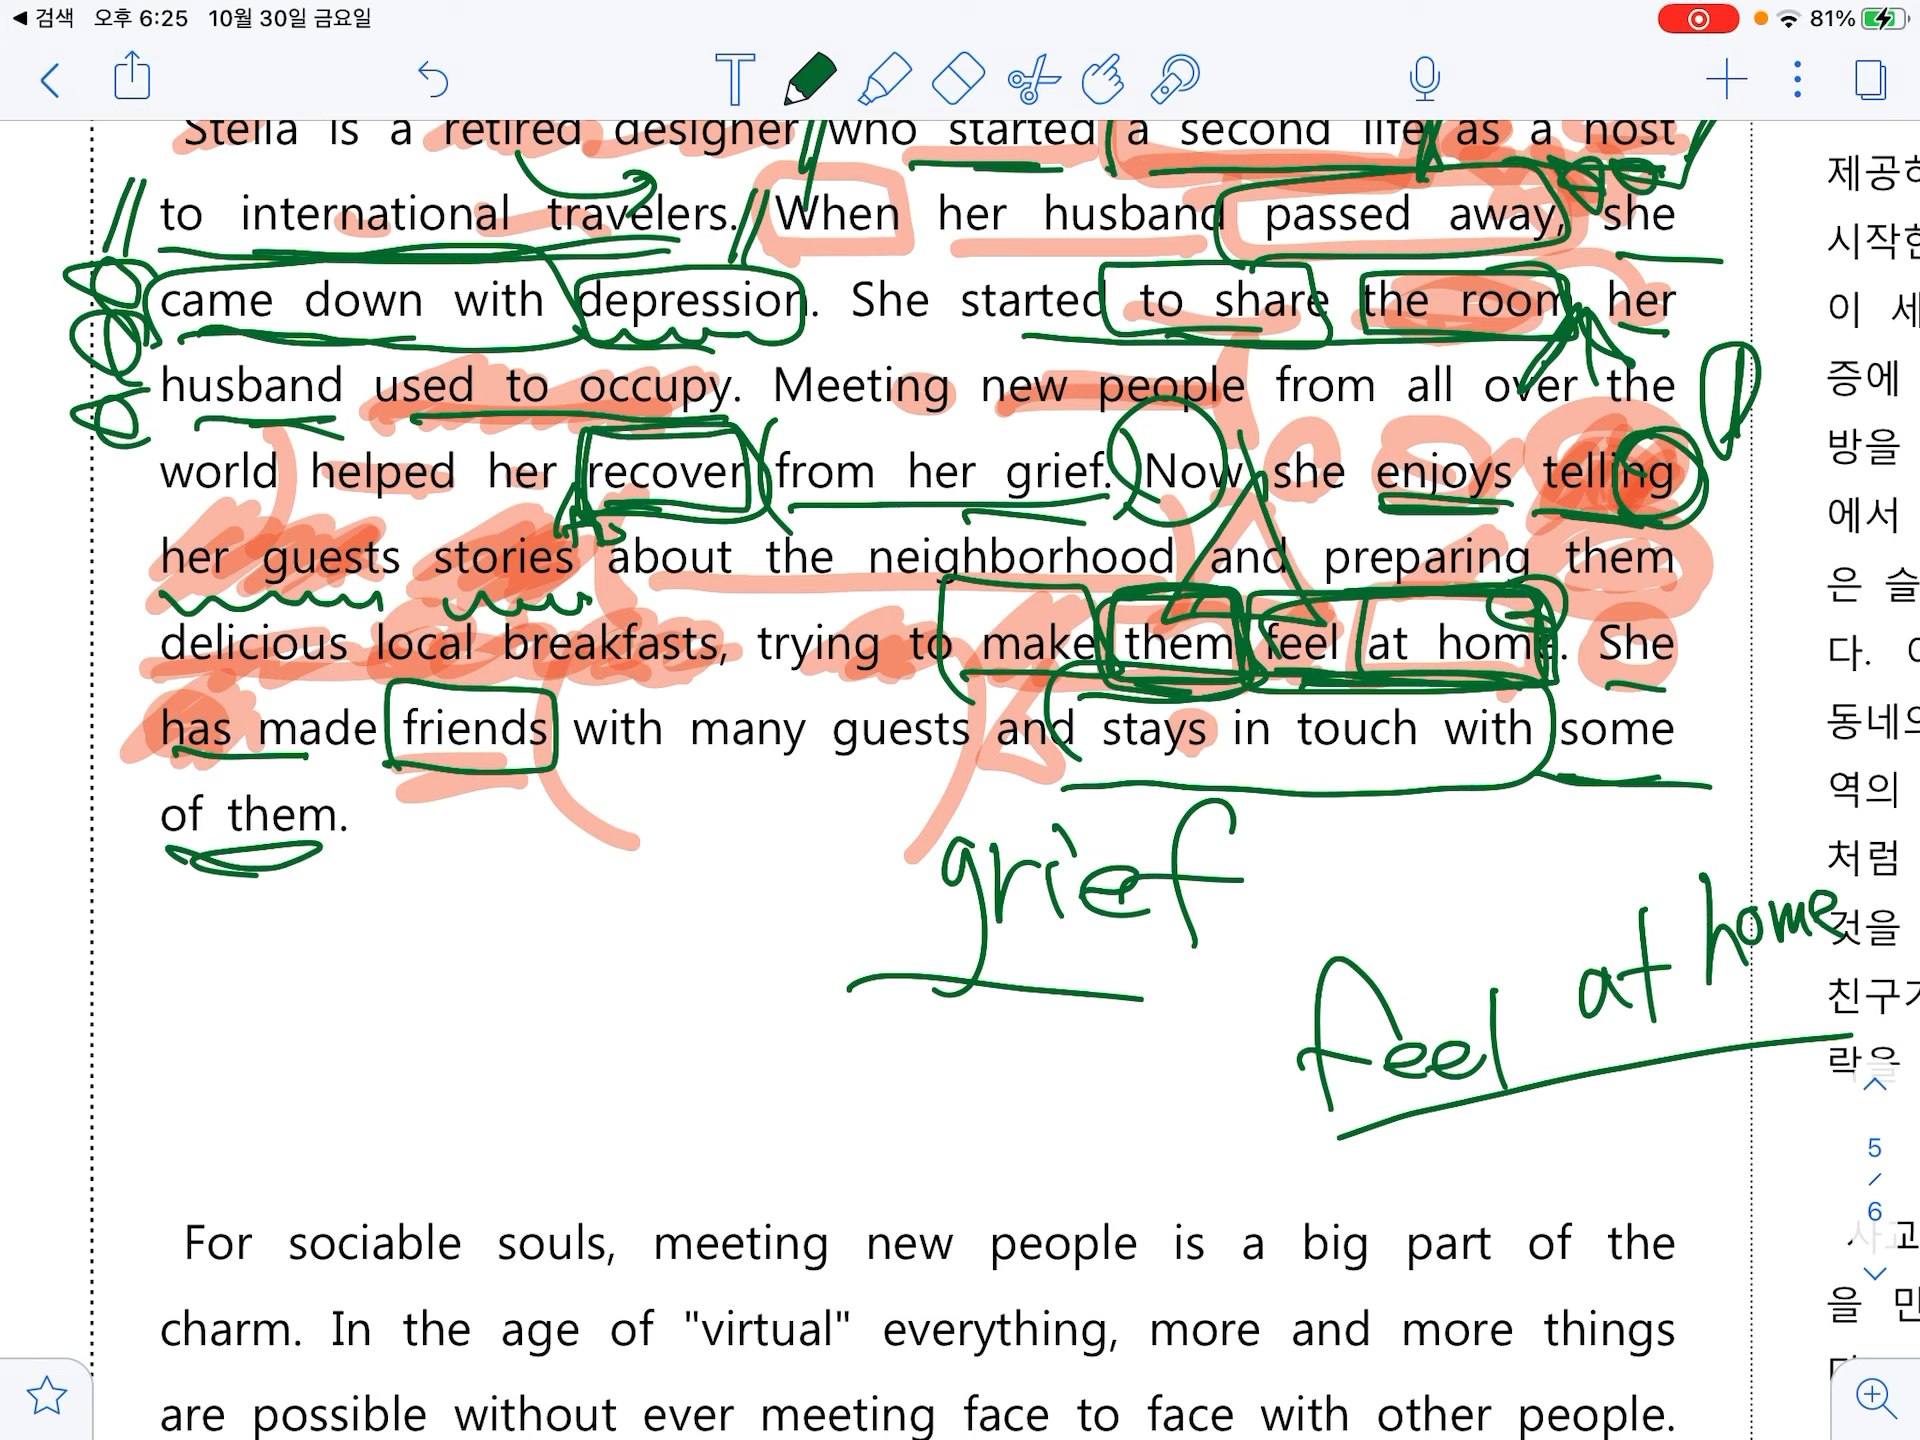 검색 오후 6:25 10월 30일 금요일 81%
Stella is a retired designer who started a second life as a host
to international travelers. When her husband passed away, she
came down with depression. She started to share the room her
husband used to occupy. Meeting new people from all over the
world helped her recover from her grief. Now she enjoys telling
her guests stories about the neighborhood and preparing them
delicious local breakfasts, trying to make them feel at home. She
has made friends with many guests and stays in touch with some
of them.
grief
feel at home
For sociable souls, meeting new people is a big part of the
charm. In the age of "virtual" everything, more and more things
are possible without ever meeting face to face with other people.
제공하
시작한
이 세
증에
방을
에서
은 슬
다.
동네으
역의
처럼
것을
친구가
락을
5
/
6
사고
을 만